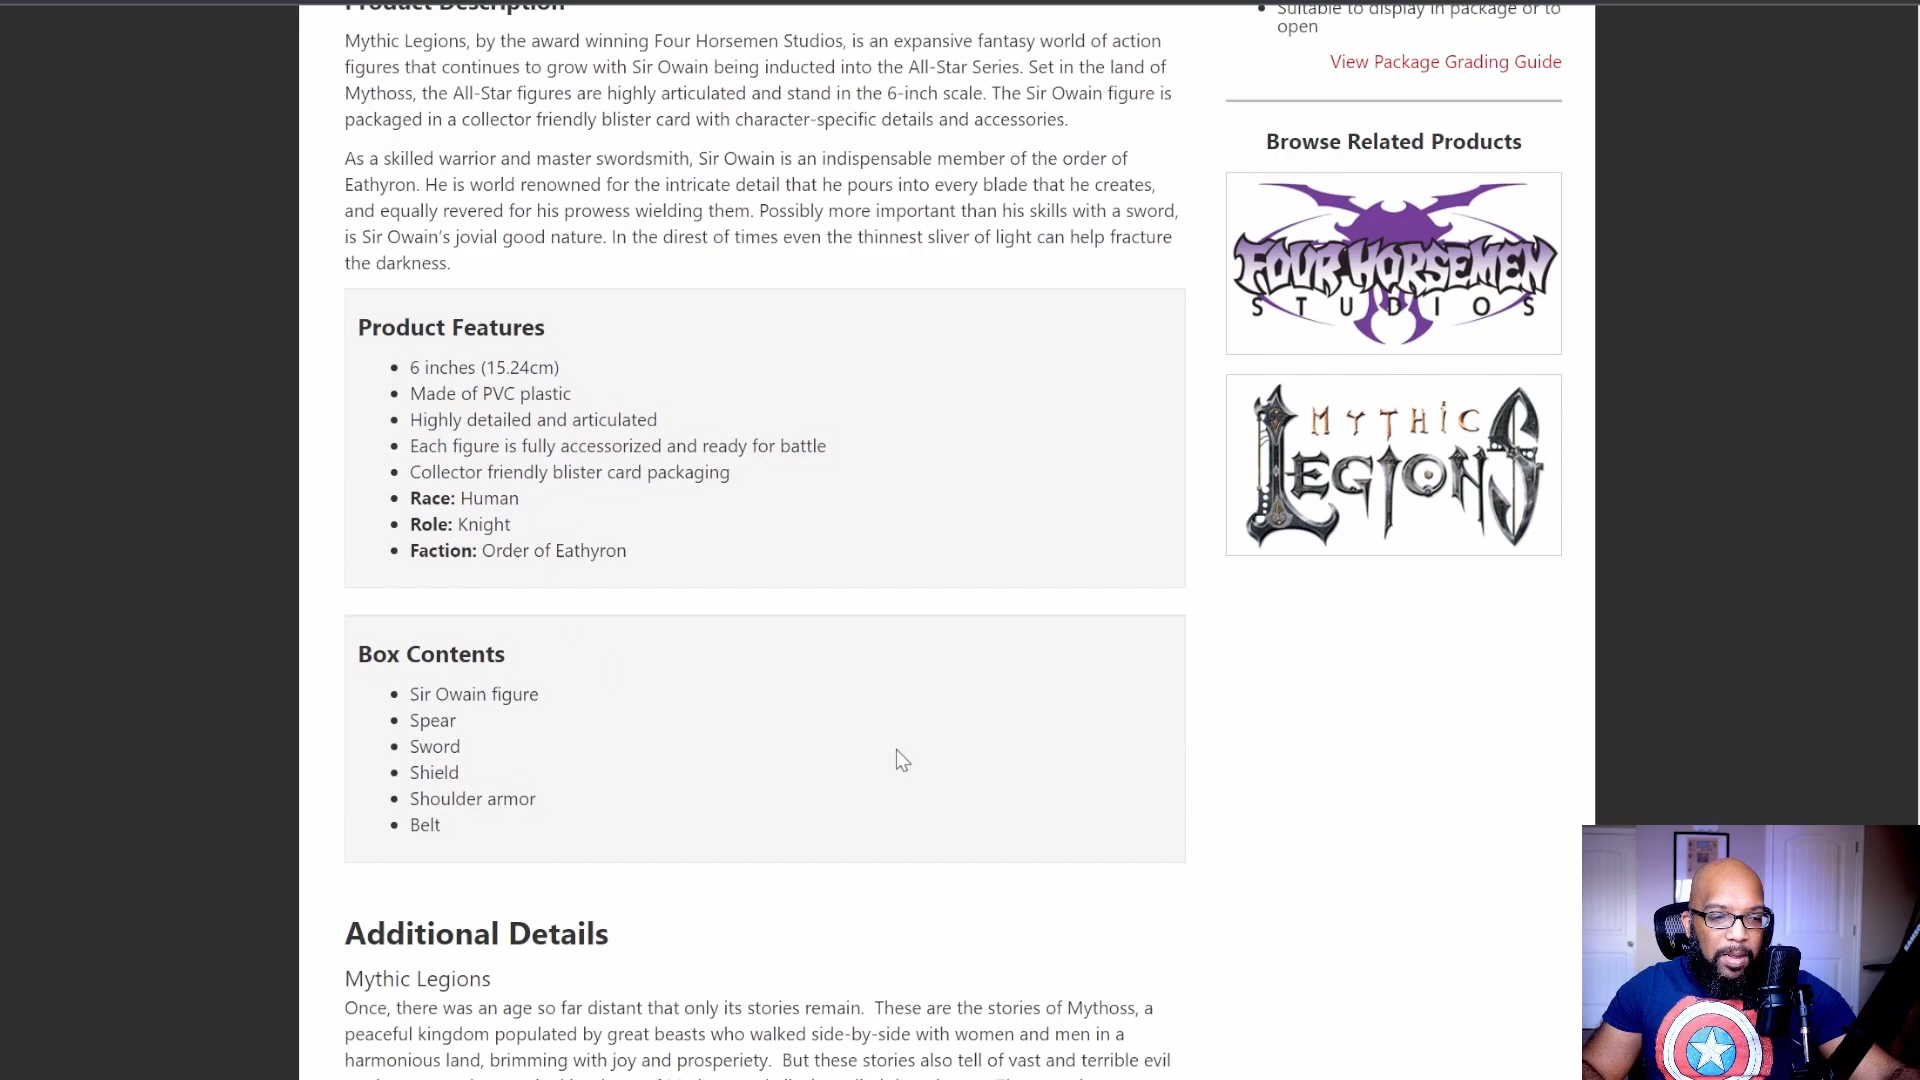 Product Description
Mythic Legions, by the award winning Four Horsemen Studios, is an expansive fantasy world of action
figures that continues to grow with Sir Owain being inducted into the All-Star Series. Set in the land of
Mythoss, the All-Star figures are highly articulated and stand in the 6-inch scale. The Sir Owain figure is
packaged in a collector friendly blister card with character-specific details and accessories.
As a skilled warrior and master swordsmith, Sir Owain is an indispensable member of the order of
Eathyron. He is world renowned for the intricate detail that he pours into every blade that he creates,
and equally revered for his prowess wielding them. Possibly more important than his skills with a sword,
is Sir Owain’s jovial good nature. In the direst of times even the thinnest sliver of light can help fracture
the darkness.
Product Features
• 6 inches (15.24cm)
• Made of PVC plastic
• Highly detailed and articulated
• Each figure is fully accessorized and ready for battle
• Collector friendly blister card packaging
• Race: Human
• Role: Knight
• Faction: Order of Eathyron
Box Contents
• Sir Owain figure
• Spear
• Sword
• Shield
• Shoulder armor
• Belt
Additional Details
Mythic Legions
Once, there was an age so far distant that only its stories remain. These are the stories of Mythoss, a
peaceful kingdom populated by great beasts who walked side-by-side with women and men in a
harmonious land, brimming with joy and prosperiety. But these stories also tell of vast and terrible evil
• Suitable to display in package or to
open
View Package Grading Guide
Browse Related Products
FOUR HORSEMEN
STUDIOS
MYTHIC
LEGIONS